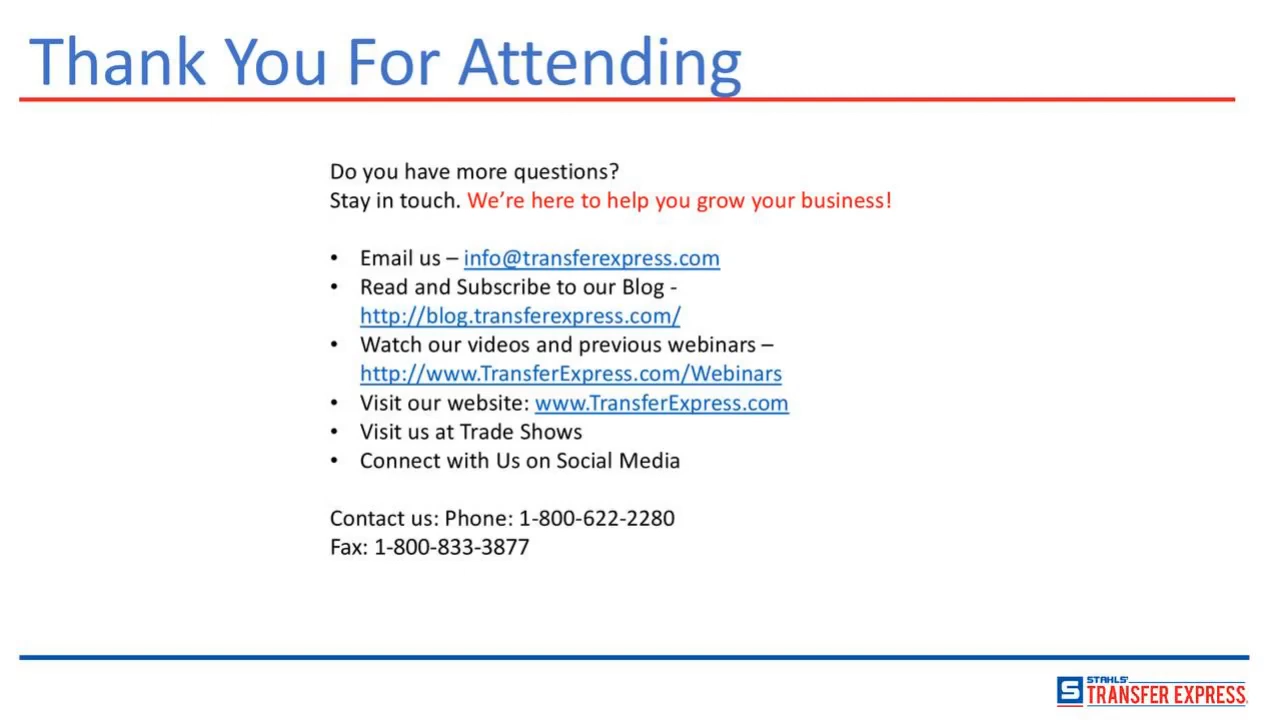 Thank You For Attending
Do you have more questions?
Stay in touch. We’re here to help you grow your business!
• Email us – info@transferexpress.com
• Read and Subscribe to our Blog -
http://blog.transferexpress.com/
• Watch our videos and previous webinars –
http://www.TransferExpress.com/Webinars
• Visit our website: www.TransferExpress.com
• Visit us at Trade Shows
• Connect with Us on Social Media
Contact us: Phone: 1-800-622-2280
Fax: 1-800-833-3877
S STAHLS'
TRANSFER EXPRESS